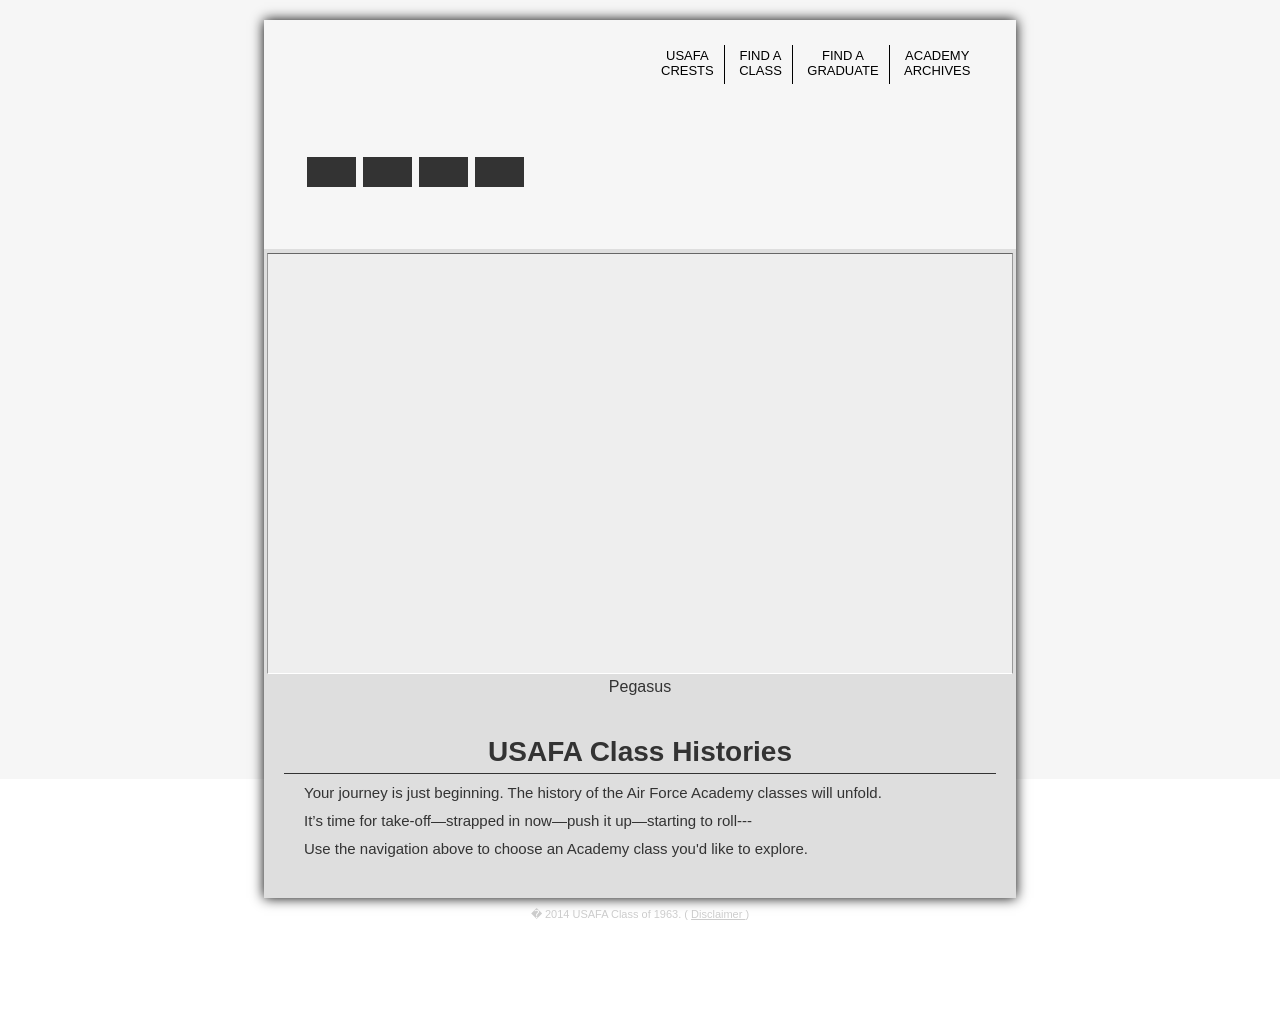 USAFA
CRESTS
FIND A
CLASS
FIND A
GRADUATE
ACADEMY
ARCHIVES
Pegasus
USAFA Class Histories
Your journey is just beginning. The history of the Air Force Academy classes will unfold.
It's time for take-off—strapped in now—push it up—starting to roll---
Use the navigation above to choose an Academy class you'd like to explore.
� 2014 USAFA Class of 1963. ( Disclaimer )